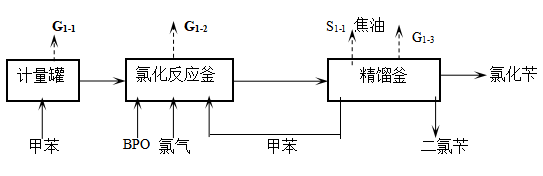 G1-1
G1-2
S1-1 焦油
G1-3
计量罐
氯化反应釜
精馏釜
氯化苄
甲苯
BPO
氯气
甲苯
二氯苄